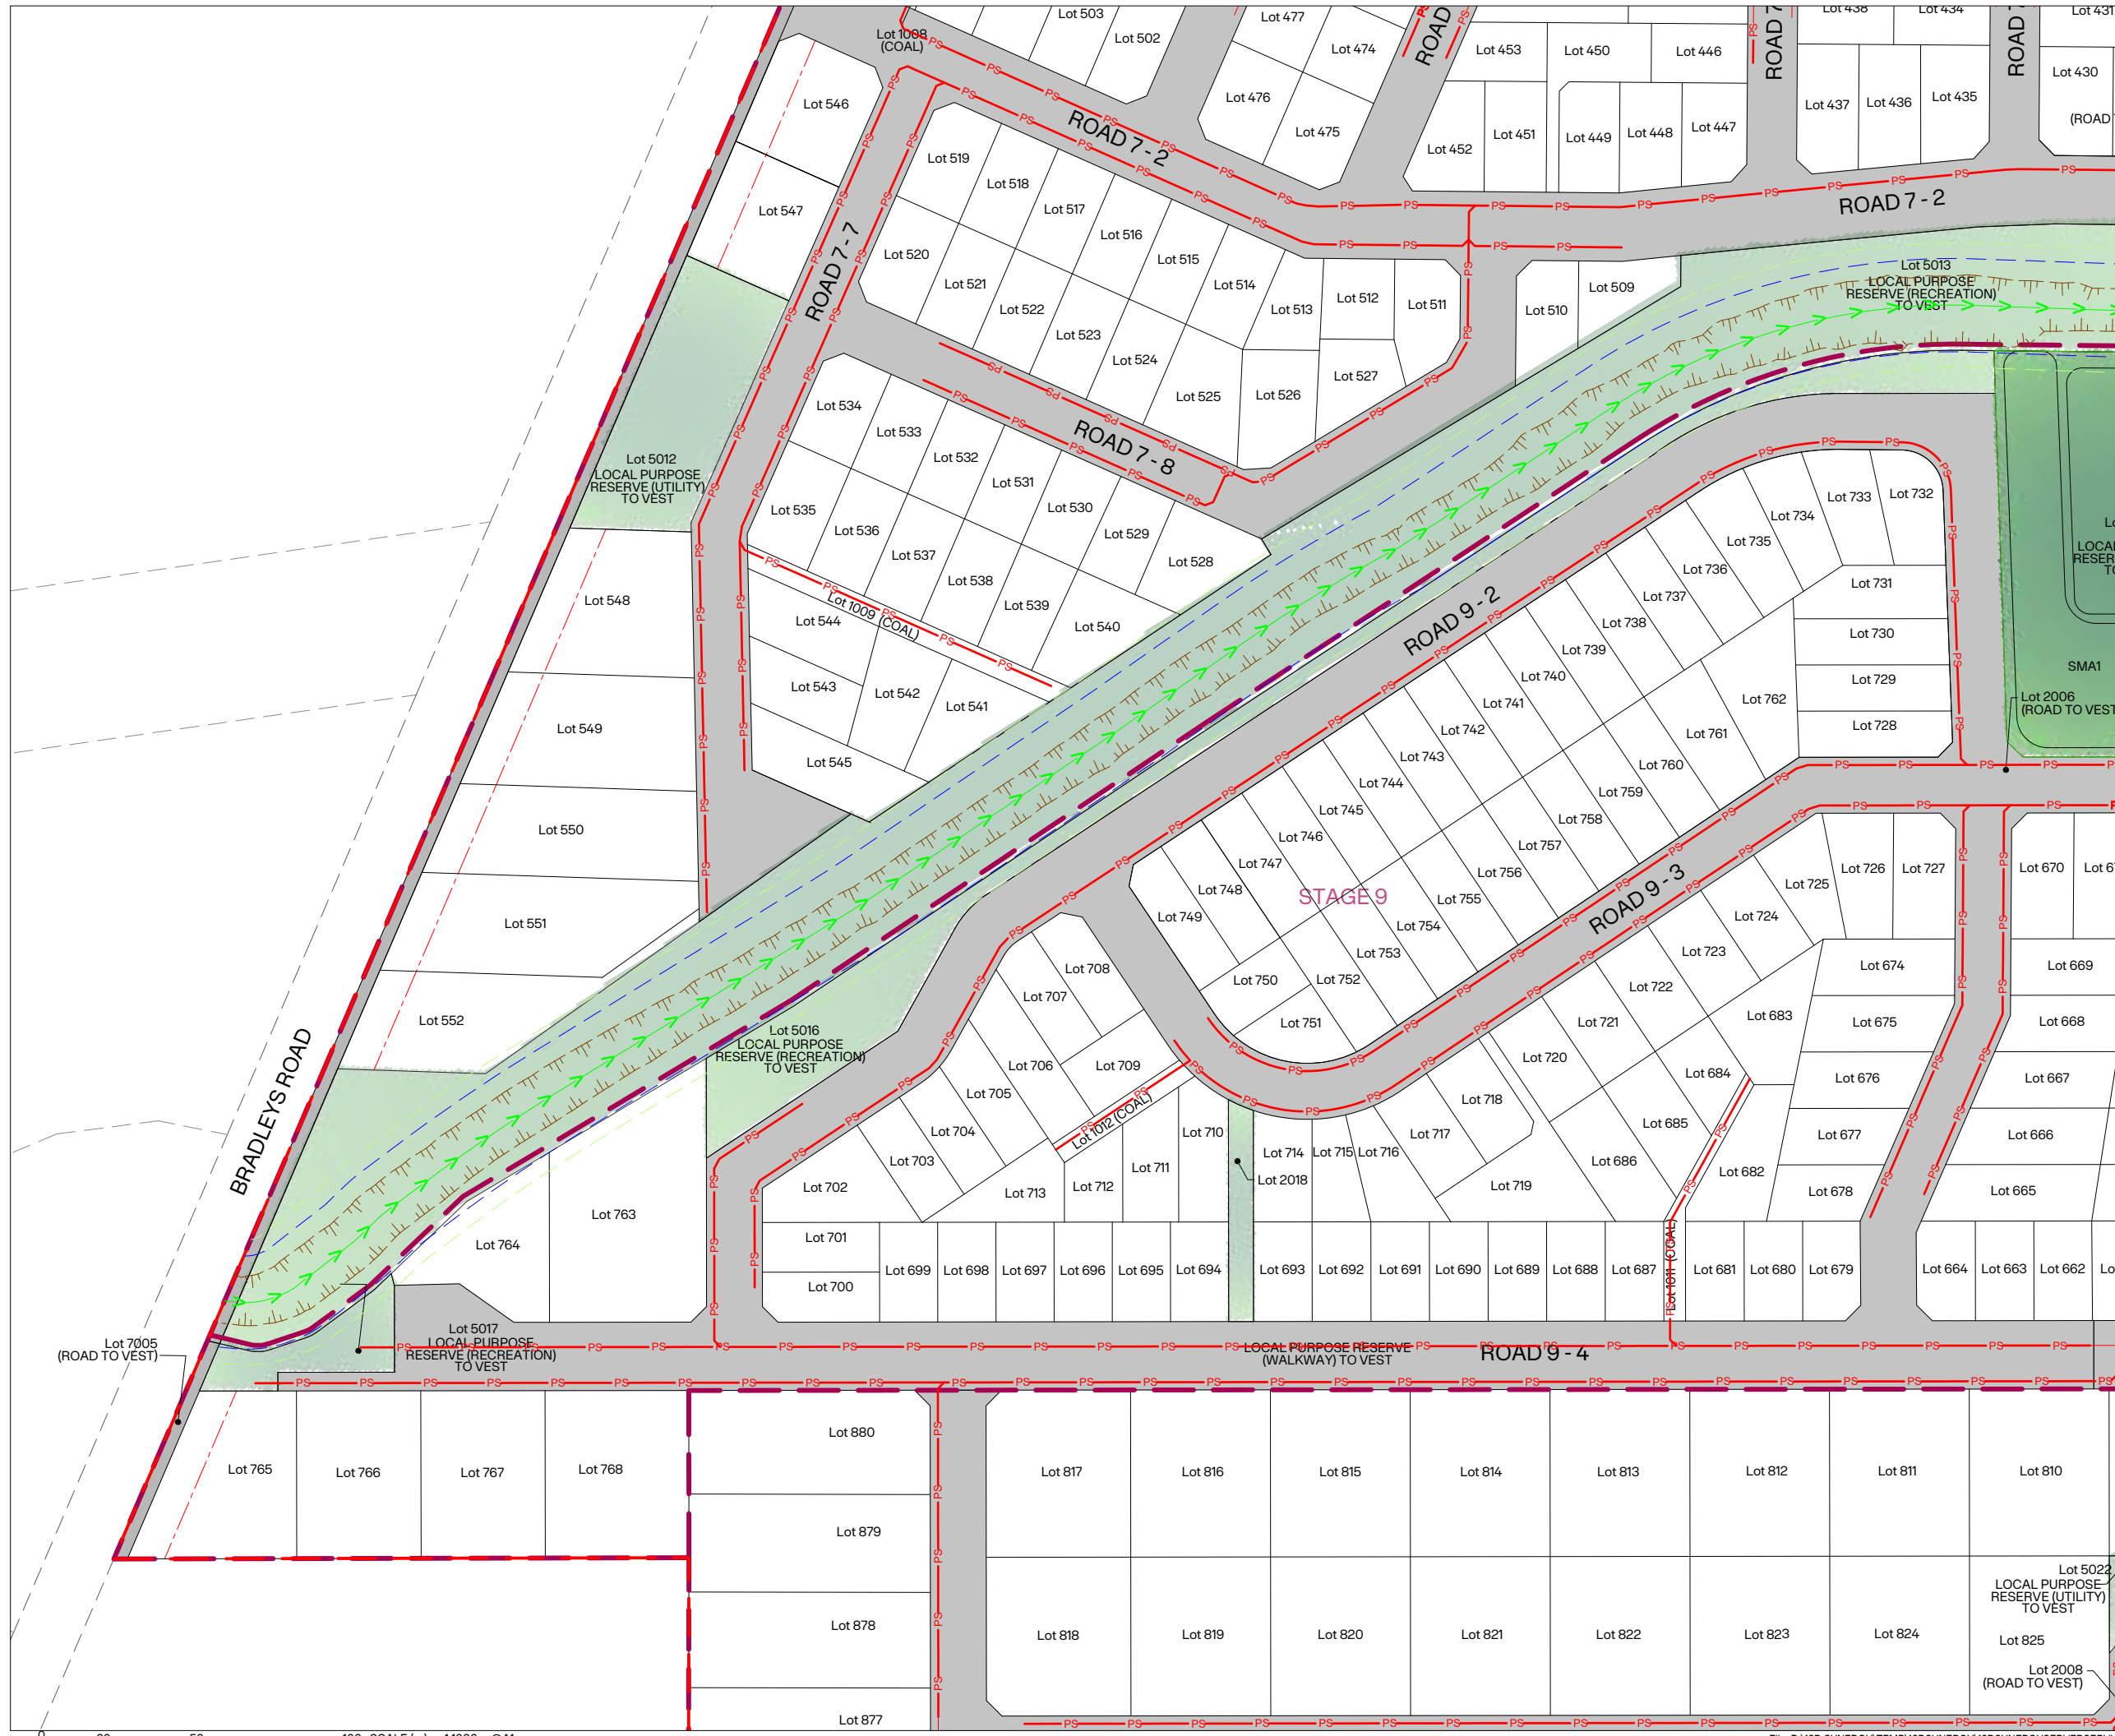 Lot 503
Lot 502
Lot 477
Lot 474
Lot 476
Lot 475
ROAD
Lot 453
Lot 450
Lot 446
ROAD 7
Lot 438
Lot 434
ROAD
Lot 431
Lot 430
(ROAD
Lot 1008
(COAL)
Lot 546
Lot 547
Lot 452
Lot 451
Lot 449
Lot 448
Lot 447
Lot 437
Lot 436
Lot 435
ROAD 7 - 2
ROAD 7 - 2
Lot 519
Lot 518
Lot 517
Lot 516
Lot 515
Lot 514
Lot 513
Lot 512
Lot 511
Lot 510
Lot 509
Lot 5013
LOCAL PURPOSE
RESERVE (RECREATION)
TO VEST
ROAD 7 - 7
Lot 520
Lot 521
Lot 522
Lot 523
Lot 524
Lot 525
Lot 526
Lot 527
ROAD 7 - 8
Lot 5012
LOCAL PURPOSE
RESERVE (UTILITY)
TO VEST
Lot 534
Lot 533
Lot 532
Lot 531
Lot 530
Lot 529
Lot 528
Lot 535
Lot 536
Lot 537
Lot 538
Lot 539
Lot 540
Lot 1009 (COAL)
Lot 544
Lot 543
Lot 542
Lot 541
Lot 545
Lot 548
Lot 549
Lot 550
Lot 551
Lot 552
BRADLEYS ROAD
ROAD 9 - 2
Lot 732
Lot 733
Lot 734
Lot 735
Lot 736
Lot 737
Lot 738
Lot 739
Lot 740
Lot 741
Lot 742
Lot 743
Lot 744
Lot 745
Lot 746
Lot 747
Lot 748
Lot 749
Lot 731
Lot 730
Lot 729
Lot 728
Lot 762
Lot 761
Lot 760
Lot 759
Lot 758
Lot 757
Lot 756
Lot 755
Lot 754
Lot 753
Lot 752
Lot 751
Lot 750
STAGE 9
SMA1
Lot 2006
(ROAD TO VEST
ROAD 9 - 3
Lot 727
Lot 726
Lot 725
Lot 724
Lot 723
Lot 722
Lot 721
Lot 720
Lot 718
Lot 717
Lot 719
Lot 716
Lot 715
Lot 714
Lot 2018
Lot 670
Lot 669
Lot 668
Lot 667
Lot 666
Lot 665
Lot 674
Lot 675
Lot 676
Lot 677
Lot 678
Lot 683
Lot 684
Lot 685
Lot 686
Lot 682
Lot 1011 (COAL)
Lot 5016
LOCAL PURPOSE
RESERVE (RECREATION)
TO VEST
Lot 708
Lot 707
Lot 706
Lot 709
Lot 705
Lot 704
Lot 703
Lot 702
Lot 1012 (COAL)
Lot 710
Lot 711
Lot 712
Lot 713
Lot 701
Lot 700
Lot 763
Lot 764
Lot 699
Lot 698
Lot 697
Lot 696
Lot 695
Lot 694
Lot 693
Lot 692
Lot 691
Lot 690
Lot 689
Lot 688
Lot 687
Lot 681
Lot 680
Lot 679
Lot 664
Lot 663
Lot 662
Lot 7005
(ROAD TO VEST)
Lot 5017
LOCAL PURPOSE
RESERVE (RECREATION)
TO VEST
LOCAL PURPOSE RESERVE
(WALKWAY) TO VEST
ROAD 9 - 4
Lot 765
Lot 766
Lot 767
Lot 768
Lot 880
Lot 879
Lot 878
Lot 877
Lot 817
Lot 816
Lot 815
Lot 814
Lot 813
Lot 812
Lot 811
Lot 810
Lot 818
Lot 819
Lot 820
Lot 821
Lot 822
Lot 823
Lot 824
Lot 825
Lot 5022
LOCAL PURPOSE
RESERVE (UTILITY)
TO VEST
Lot 2008
(ROAD TO VEST)